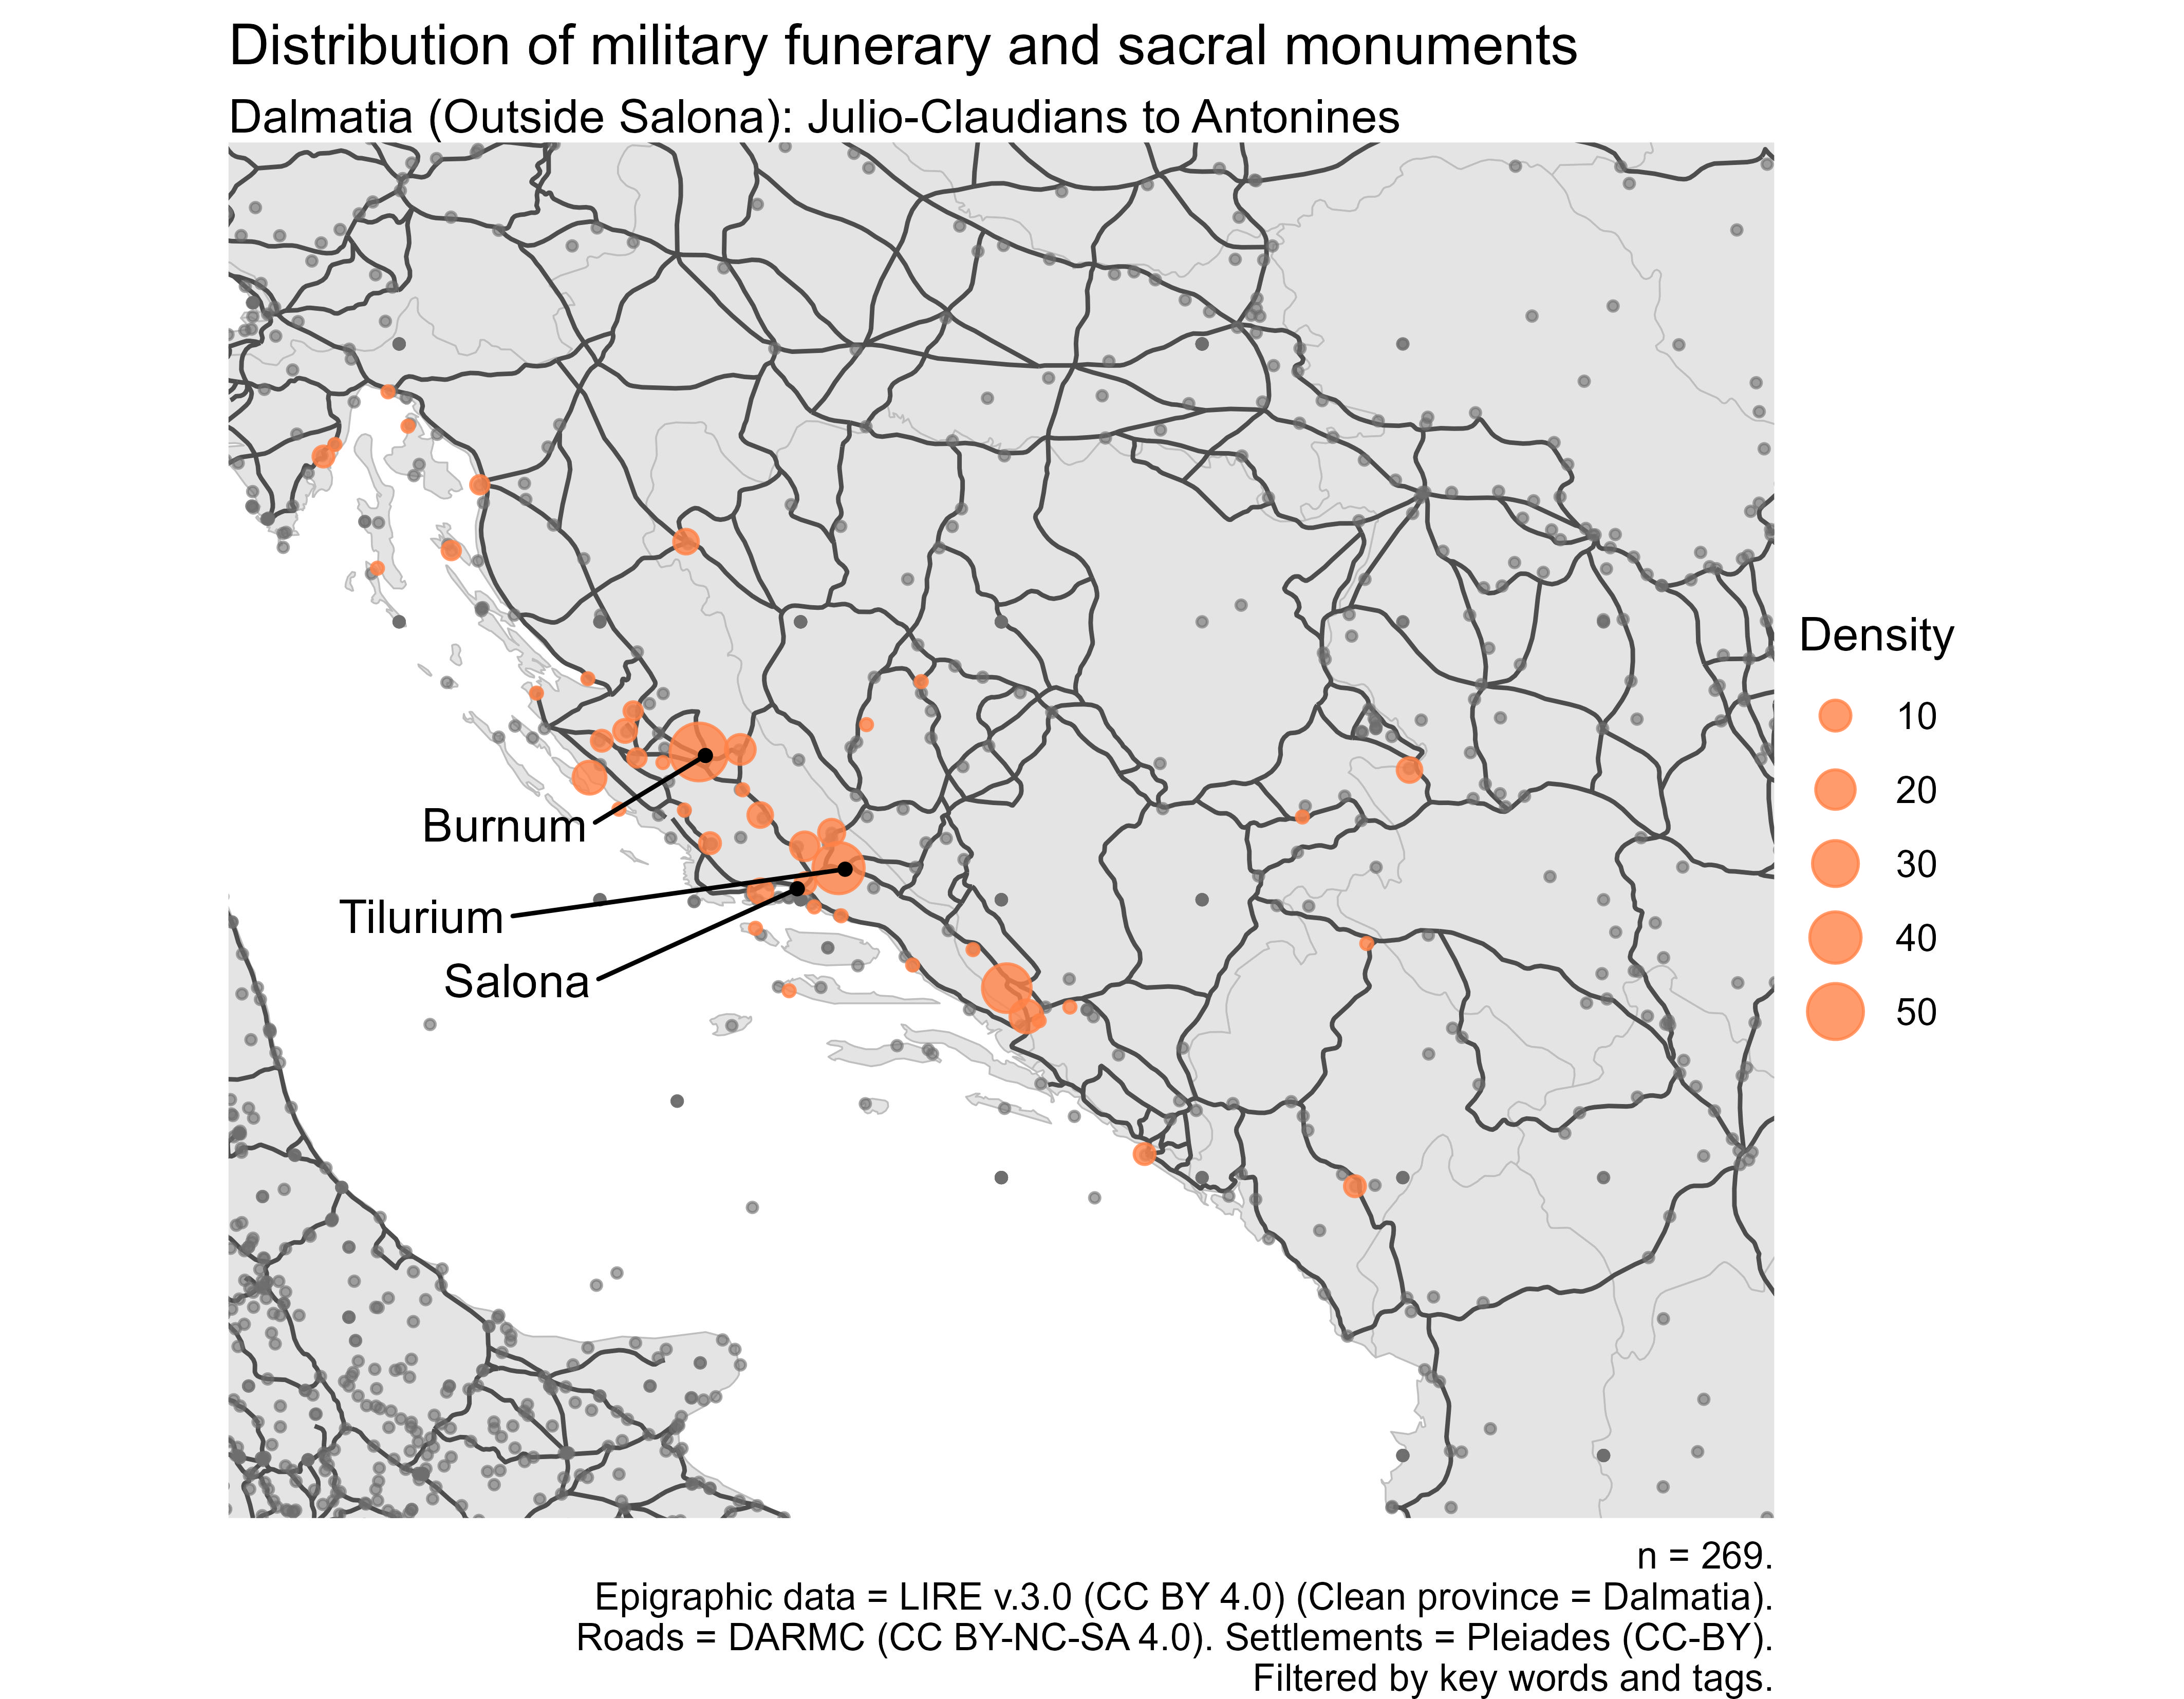 Distribution of military funerary and sacral monuments
Dalmatia (Outside Salona): Julio-Claudians to Antonines
Burnum
Tilurium
Salona
Density
10
20
30
40
50
n = 269.
Epigraphic data = LIRE v.3.0 (CC BY 4.0) (Clean province = Dalmatia).
Roads = DARMC (CC BY-NC-SA 4.0). Settlements = Pleiades (CC-BY).
Filtered by key words and tags.